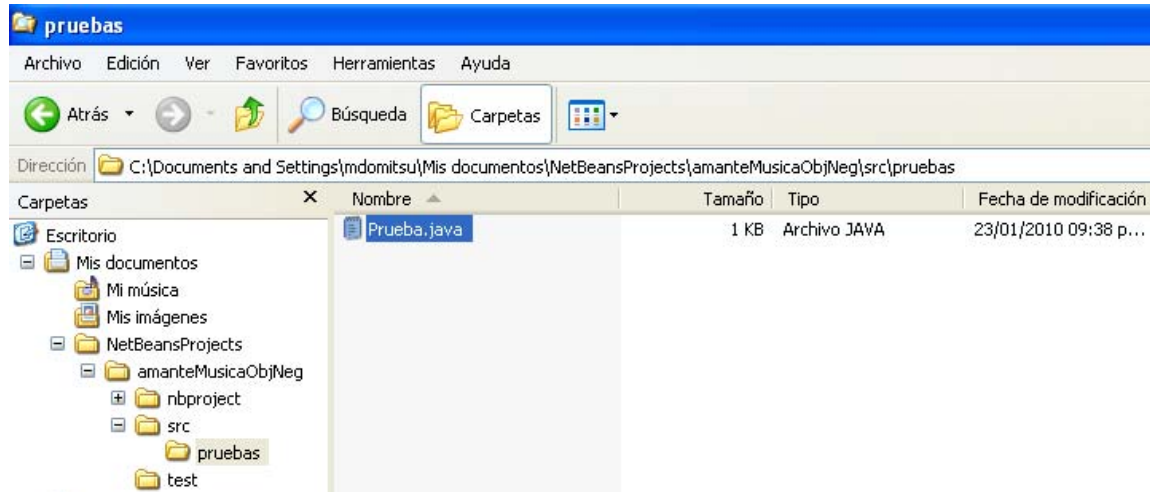 pruebas
Archivo Edición Ver Favoritos Herramientas Ayuda
Atrás Búsqueda Carpetas
Dirección C:\Documents and Settings\mdomitsu\Mis documentos\NetBeansProjects\amanteMusicaObjNeg\src\pruebas
Carpetas Nombre Tamaño Tipo Fecha de modificación
Escritorio Prueba.java 1 KB Archivo JAVA 23/01/2010 09:38 p...
Mis documentos
Mi música
Mis imágenes
NetBeansProjects
amanteMusicaObjNeg
nbproject
src
pruebas
test